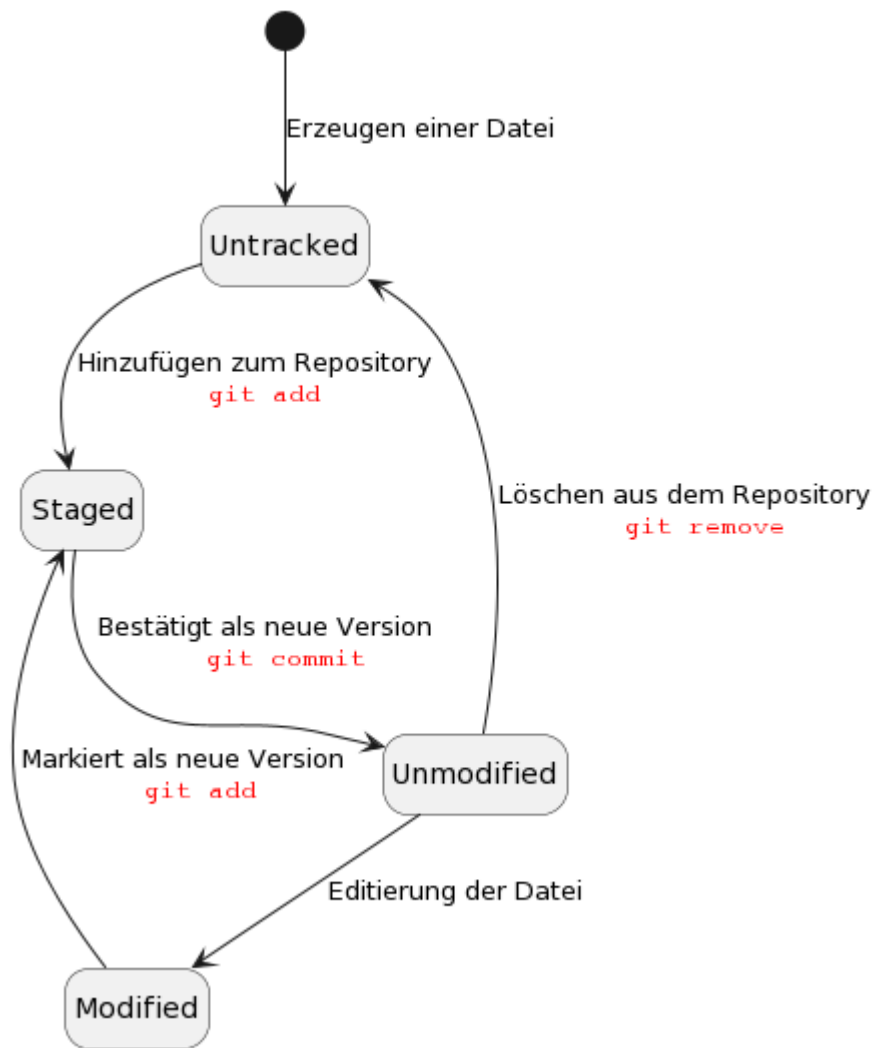 Erzeugen einer Datei
Untracked
Hinzufügen zum Repository
git add
Löschen aus dem Repository
git remove
Staged
Bestätigt als neue Version
git commit
Markiert als neue Version
git add
Unmodified
Editierung der Datei
Modified